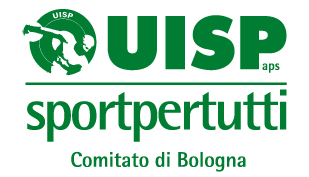 UISP
UISP
aps
sportpertutti
Comitato di Bologna